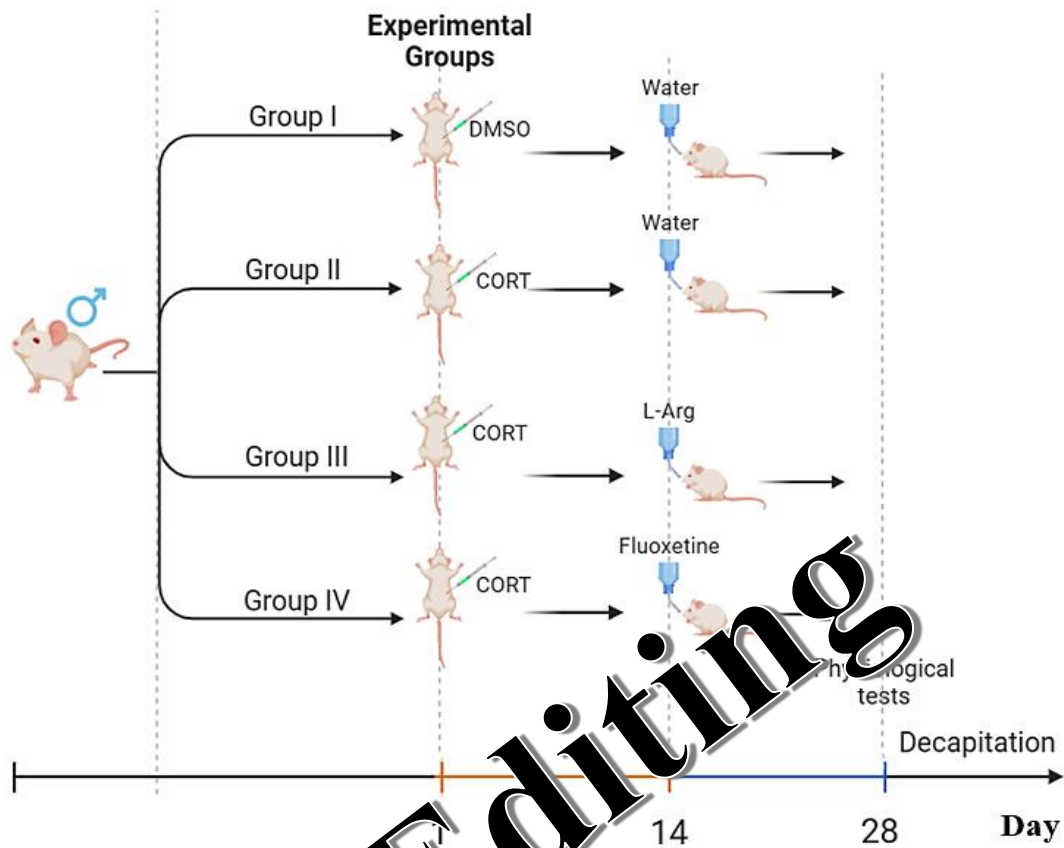 Experimental
Groups
Group I
DMSO
Water
Group II
CORT
Water
Group III
CORT
L-Arg
Group IV
CORT
Fluoxetine
tests
Decapitation
1
14
28
Day
Editing